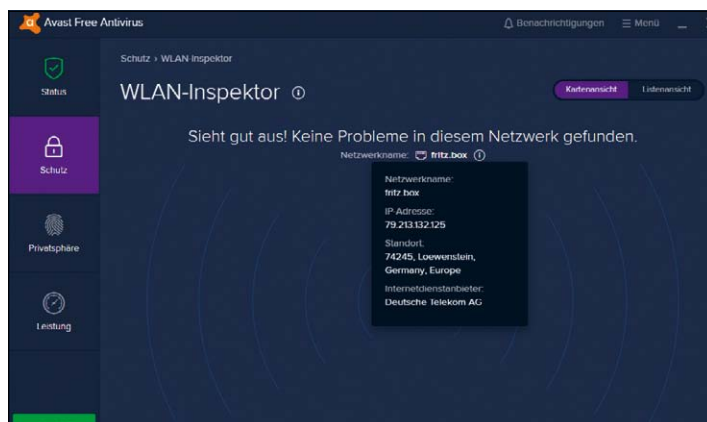 Avast Free Antivirus
Benachrichtigungen
Menü
Status
Schutz
Privatsphäre
Leistung
Schutz › WLAN-Inspektor
WLAN-Inspektor
Kartenansicht
Listenansicht
Sieht gut aus! Keine Probleme in diesem Netzwerk gefunden.
Netzwerkname: fritz.box
Netzwerkname:
fritz.box
IP-Adresse:
79.213.132.125
Standort:
74245, Loewenstein,
Germany, Europe
Internetdienstanbieter:
Deutsche Telekom AG